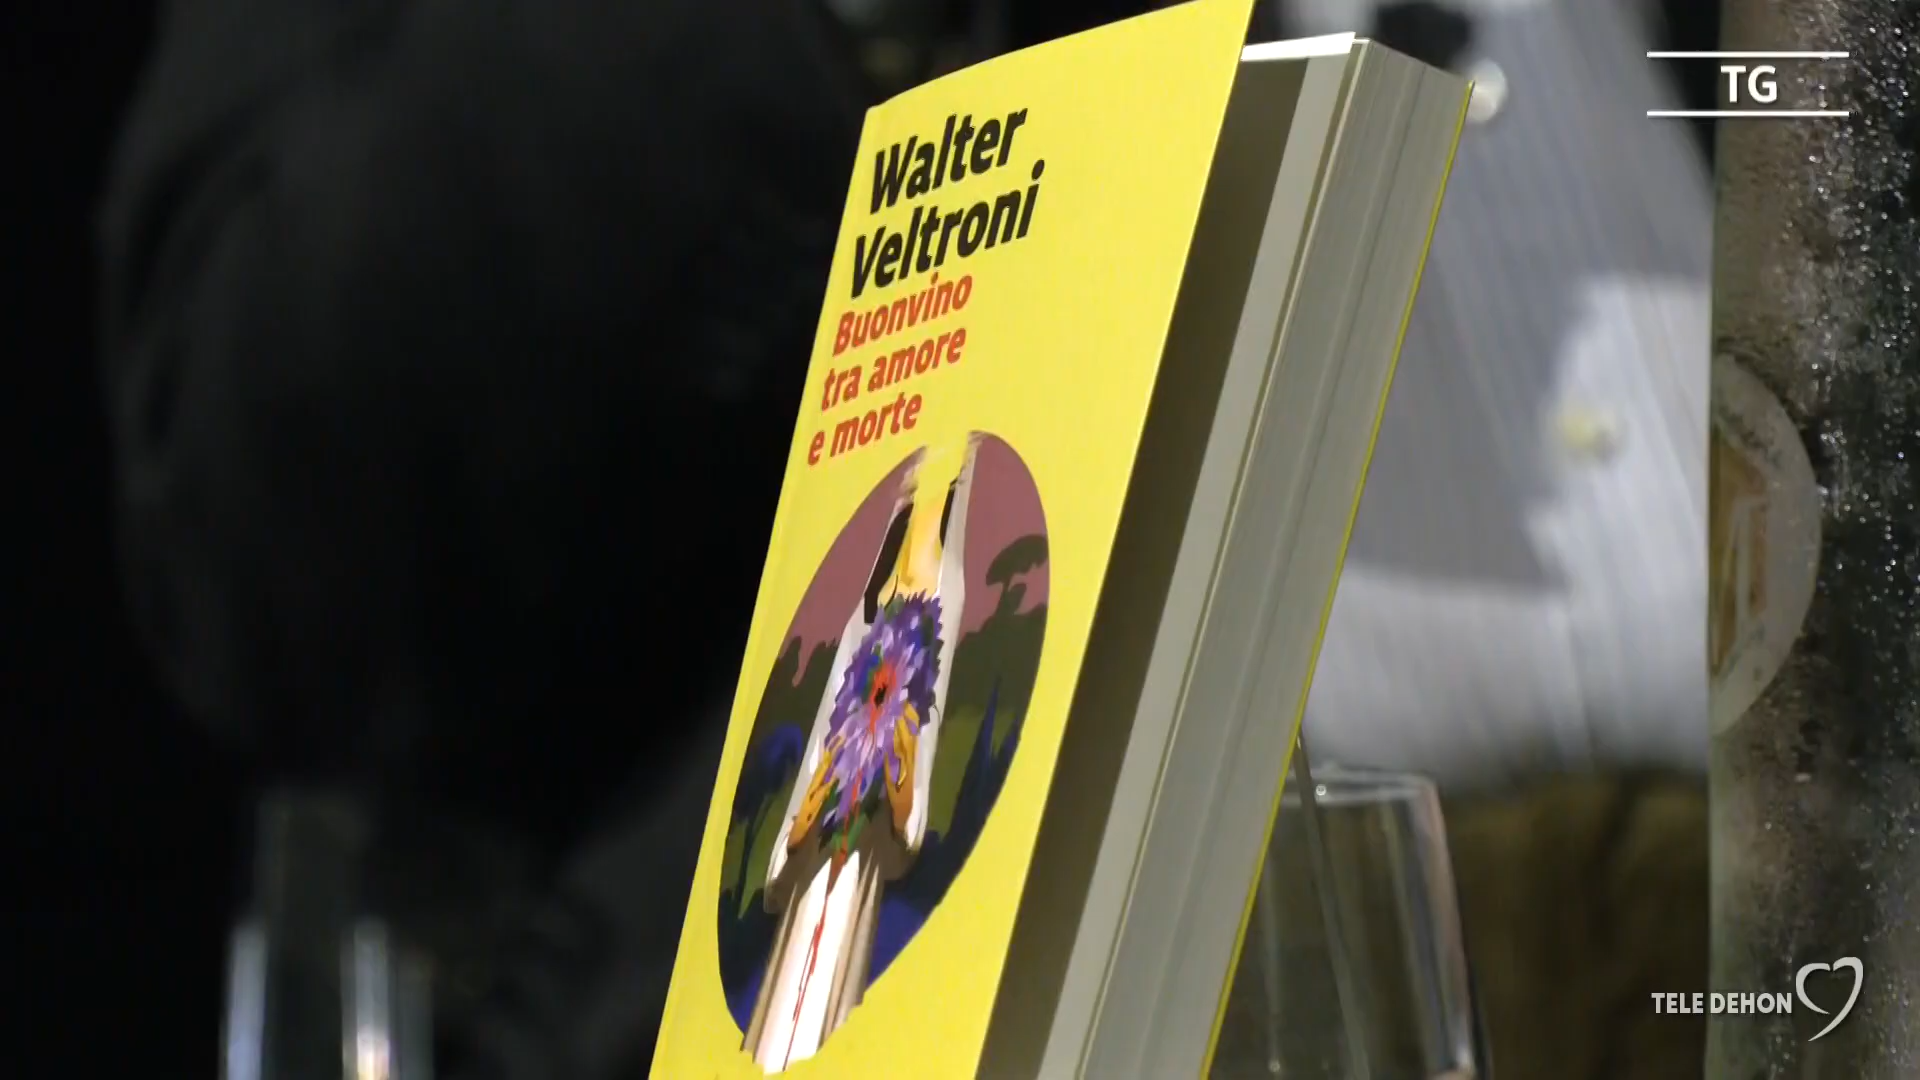 TG
Walter
Veltroni
Buonvino
tra amore
e morte
TELE DEHON